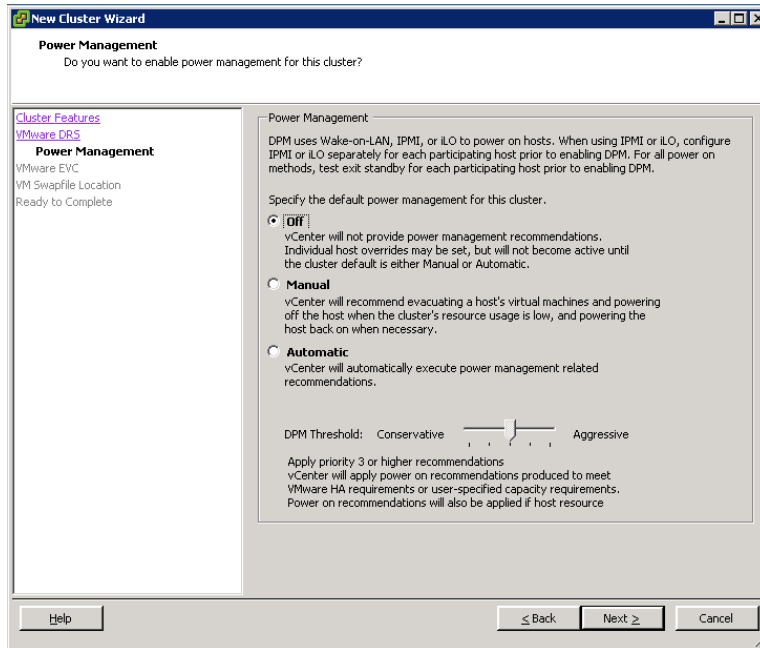 New Cluster Wizard
Power Management
Do you want to enable power management for this cluster?
Cluster Features
VMware DRS
Power Management
VMware EVC
VM Swapfile Location
Ready to Complete
Power Management
DPM uses Wake-on-LAN, IPMI, or iLO to power on hosts. When using IPMI or iLO, configure
IPMI or iLO separately for each participating host prior to enabling DPM. For all power on
methods, test exit standby for each participating host prior to enabling DPM.
Specify the default power management for this cluster.
Off
vCenter will not provide power management recommendations.
Individual host overrides may be set, but will not become active until
the cluster default is either Manual or Automatic.
Manual
vCenter will recommend evacuating a host's virtual machines and powering
off the host when the cluster's resource usage is low, and powering the
host back on when necessary.
Automatic
vCenter will automatically execute power management related
recommendations.
DPM Threshold: Conservative Aggressive
Apply priority 3 or higher recommendations
vCenter will apply power on recommendations produced to meet
VMware HA requirements or user-specified capacity requirements.
Power on recommendations will also be applied if host resource
Help ≤ Back Next ≥ Cancel